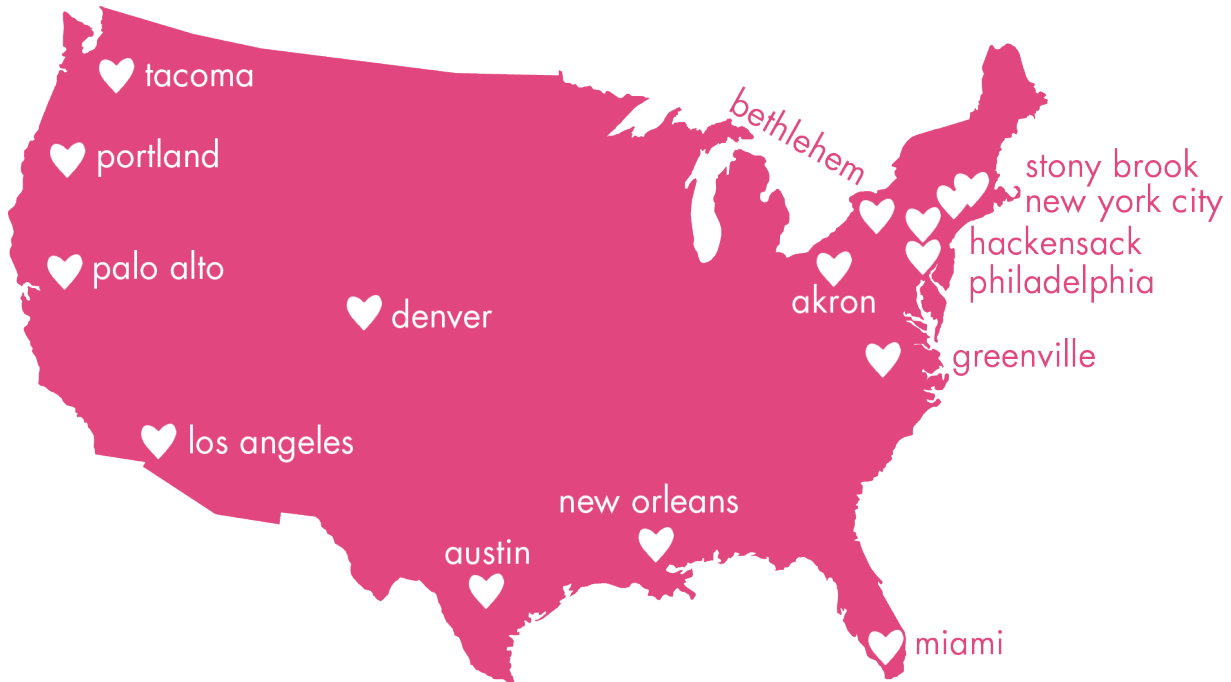 tacoma
bethlehem
portland
stony brook
new york city
hackensack
philadelphia
palo alto
akron
denver
greenville
los angeles
new orleans
austin
miami